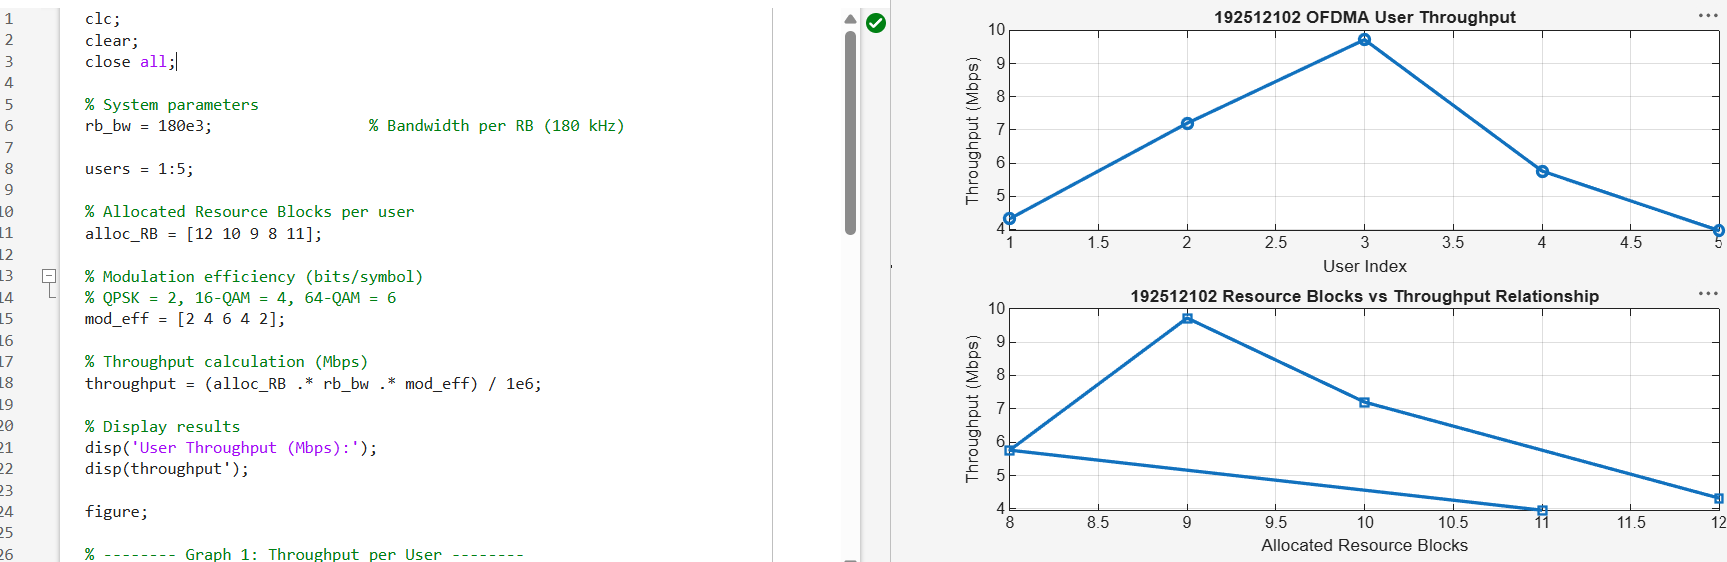 1 clc;
2 clear;
3 close all;
4
5 % System parameters
6 rb_bw = 180e3; % Bandwidth per RB (180 kHz)
7
8 users = 1:5;
9
10 % Allocated Resource Blocks per user
11 alloc_RB = [12 10 9 8 11];
12
13 % Modulation efficiency (bits/symbol)
14 % QPSK = 2, 16-QAM = 4, 64-QAM = 6
15 mod_eff = [2 4 6 4 2];
16
17 % Throughput calculation (Mbps)
18 throughput = (alloc_RB .* rb_bw .* mod_eff) / 1e6;
19
20 % Display results
21 disp('User Throughput (Mbps):');
22 disp(throughput');
23
24 figure;
25
26 % -------- Graph 1: Throughput per User --------
192512102 OFDMA User Throughput
Throughput (Mbps)
10
9
8
7
6
5
4
1 1.5 2 2.5 3 3.5 4 4.5 5
User Index
192512102 Resource Blocks vs Throughput Relationship
Throughput (Mbps)
10
9
8
7
6
5
4
8 8.5 9 9.5 10 10.5 11 11.5 12
Allocated Resource Blocks